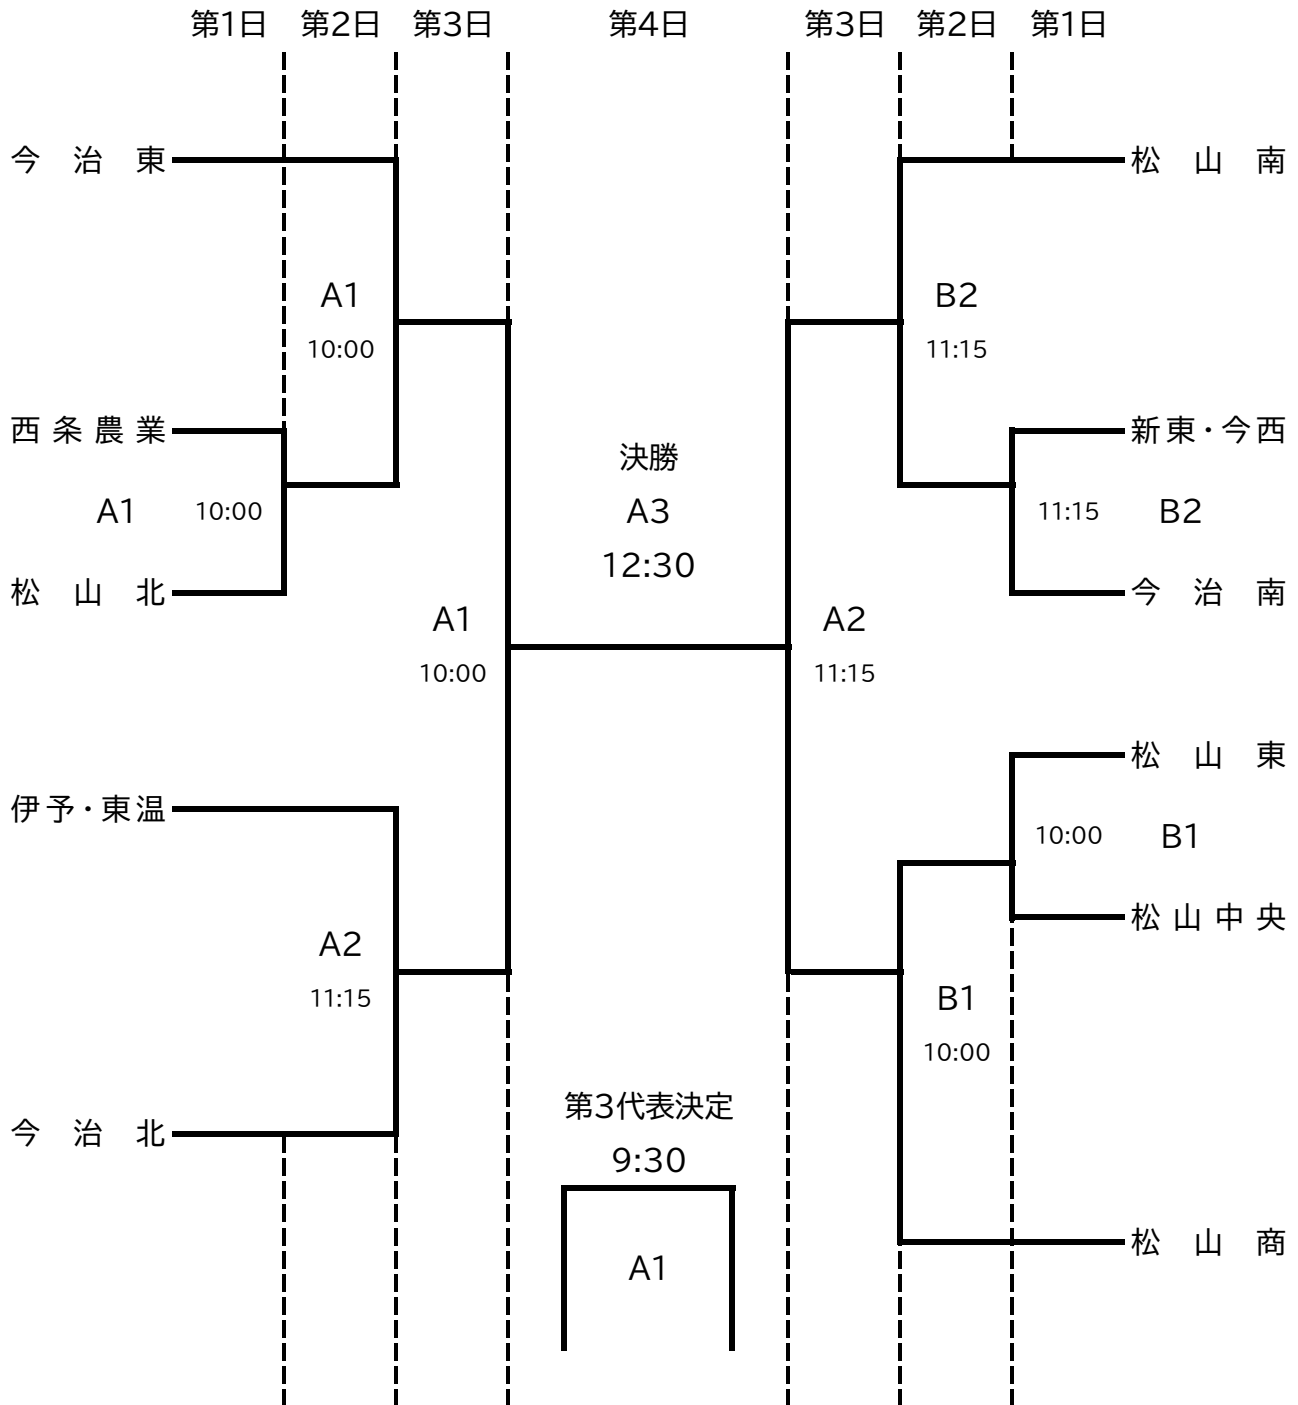 第1日 第2日 第3日 第4日 第3日 第2日 第1日
今治東 松山南
A1 B2
10:00 11:15
西条農業 新東・今西
決勝
A1 10:00 A3 11:15 B2
12:30
松山北 今治南
A1 A2
10:00 11:15
松山東
伊予・東温
10:00 B1
松山中央
A2
11:15 B1
10:00
第3代表決定
今治北
9:30
松山商
A1